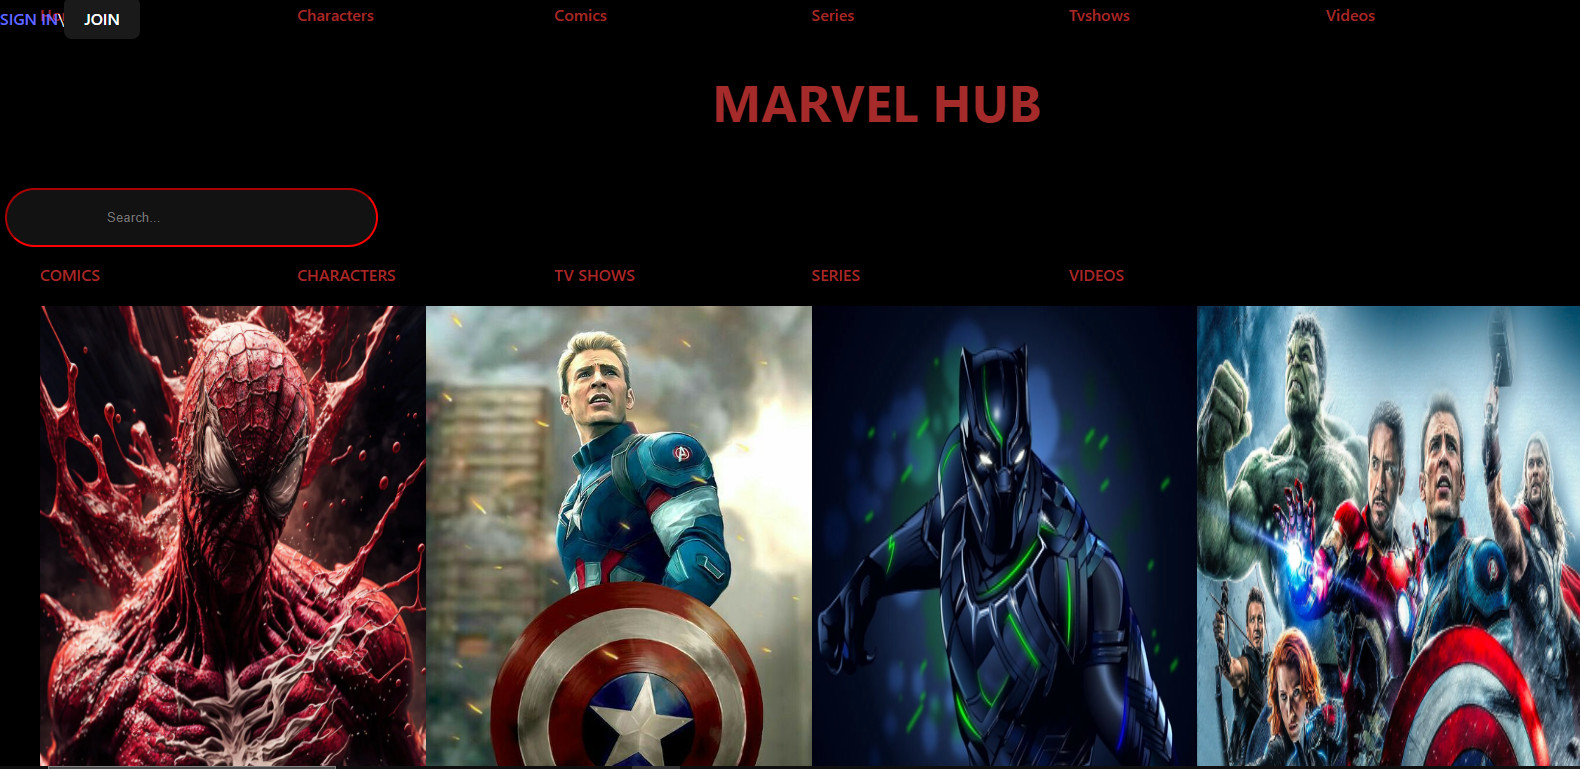 SIGN IN\ JOIN Characters Comics Series Tvshows Videos
MARVEL HUB
Search...
COMICS CHARACTERS TV SHOWS SERIES VIDEOS